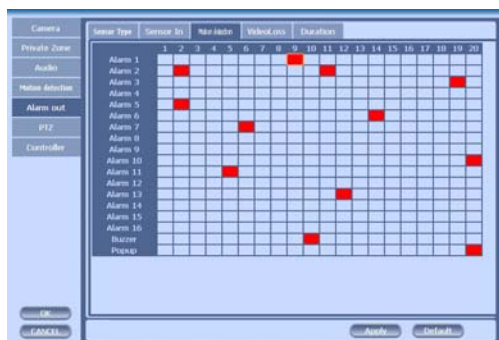 Camera
Private Zone
Audio
Motion detection
Alarm out
PTZ
Controller
OK
CANCEL
Sensor Type Sensor In VideoLoss Duration
1 2 3 4 5 6 7 8 9 10 11 12 13 14 15 16 17 18 19 20
Alarm 1
Alarm 2
Alarm 3
Alarm 4
Alarm 5
Alarm 6
Alarm 7
Alarm 8
Alarm 9
Alarm 10
Alarm 11
Alarm 12
Alarm 13
Alarm 14
Alarm 15
Alarm 16
Buzzer
Popup
Apply Default